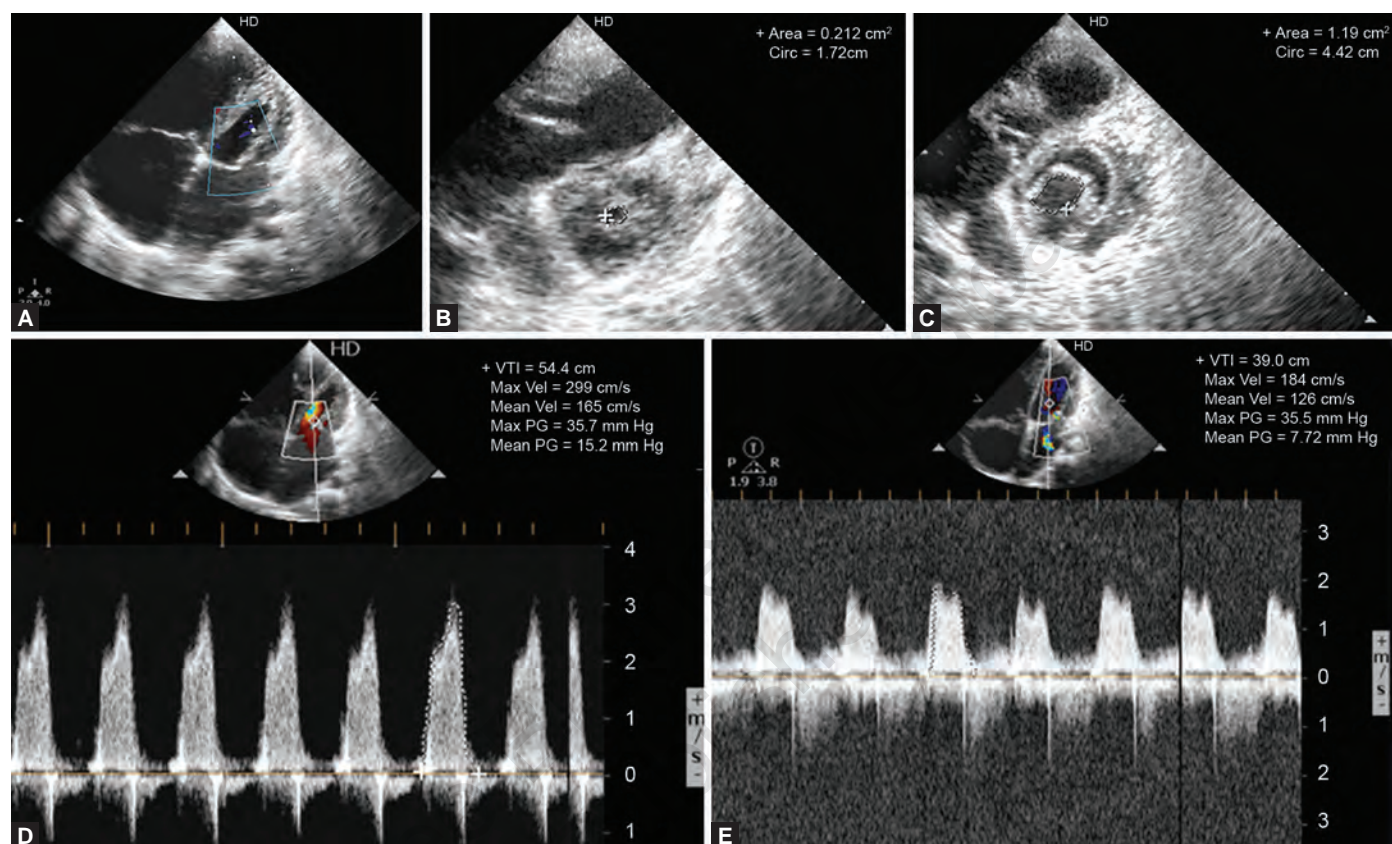 HD
P R
A
HD
+ Area = 0.212 cm²
Circ = 1.72cm
B
HD
+ Area = 1.19 cm²
Circ = 4.42 cm
C
HD
+ VTI = 54.4 cm
Max Vel = 299 cm/s
Mean Vel = 165 cm/s
Max PG = 35.7 mm Hg
Mean PG = 15.2 mm Hg
4
3
2
1
0
1
+
m
/
s
-
D
HD
+ VTI = 39.0 cm
Max Vel = 184 cm/s
Mean Vel = 126 cm/s
Max PG = 35.5 mm Hg
Mean PG = 7.72 mm Hg
T
P R
1.9 3.8
3
2
1
0
1
2
3
+
m
/
s
-
E